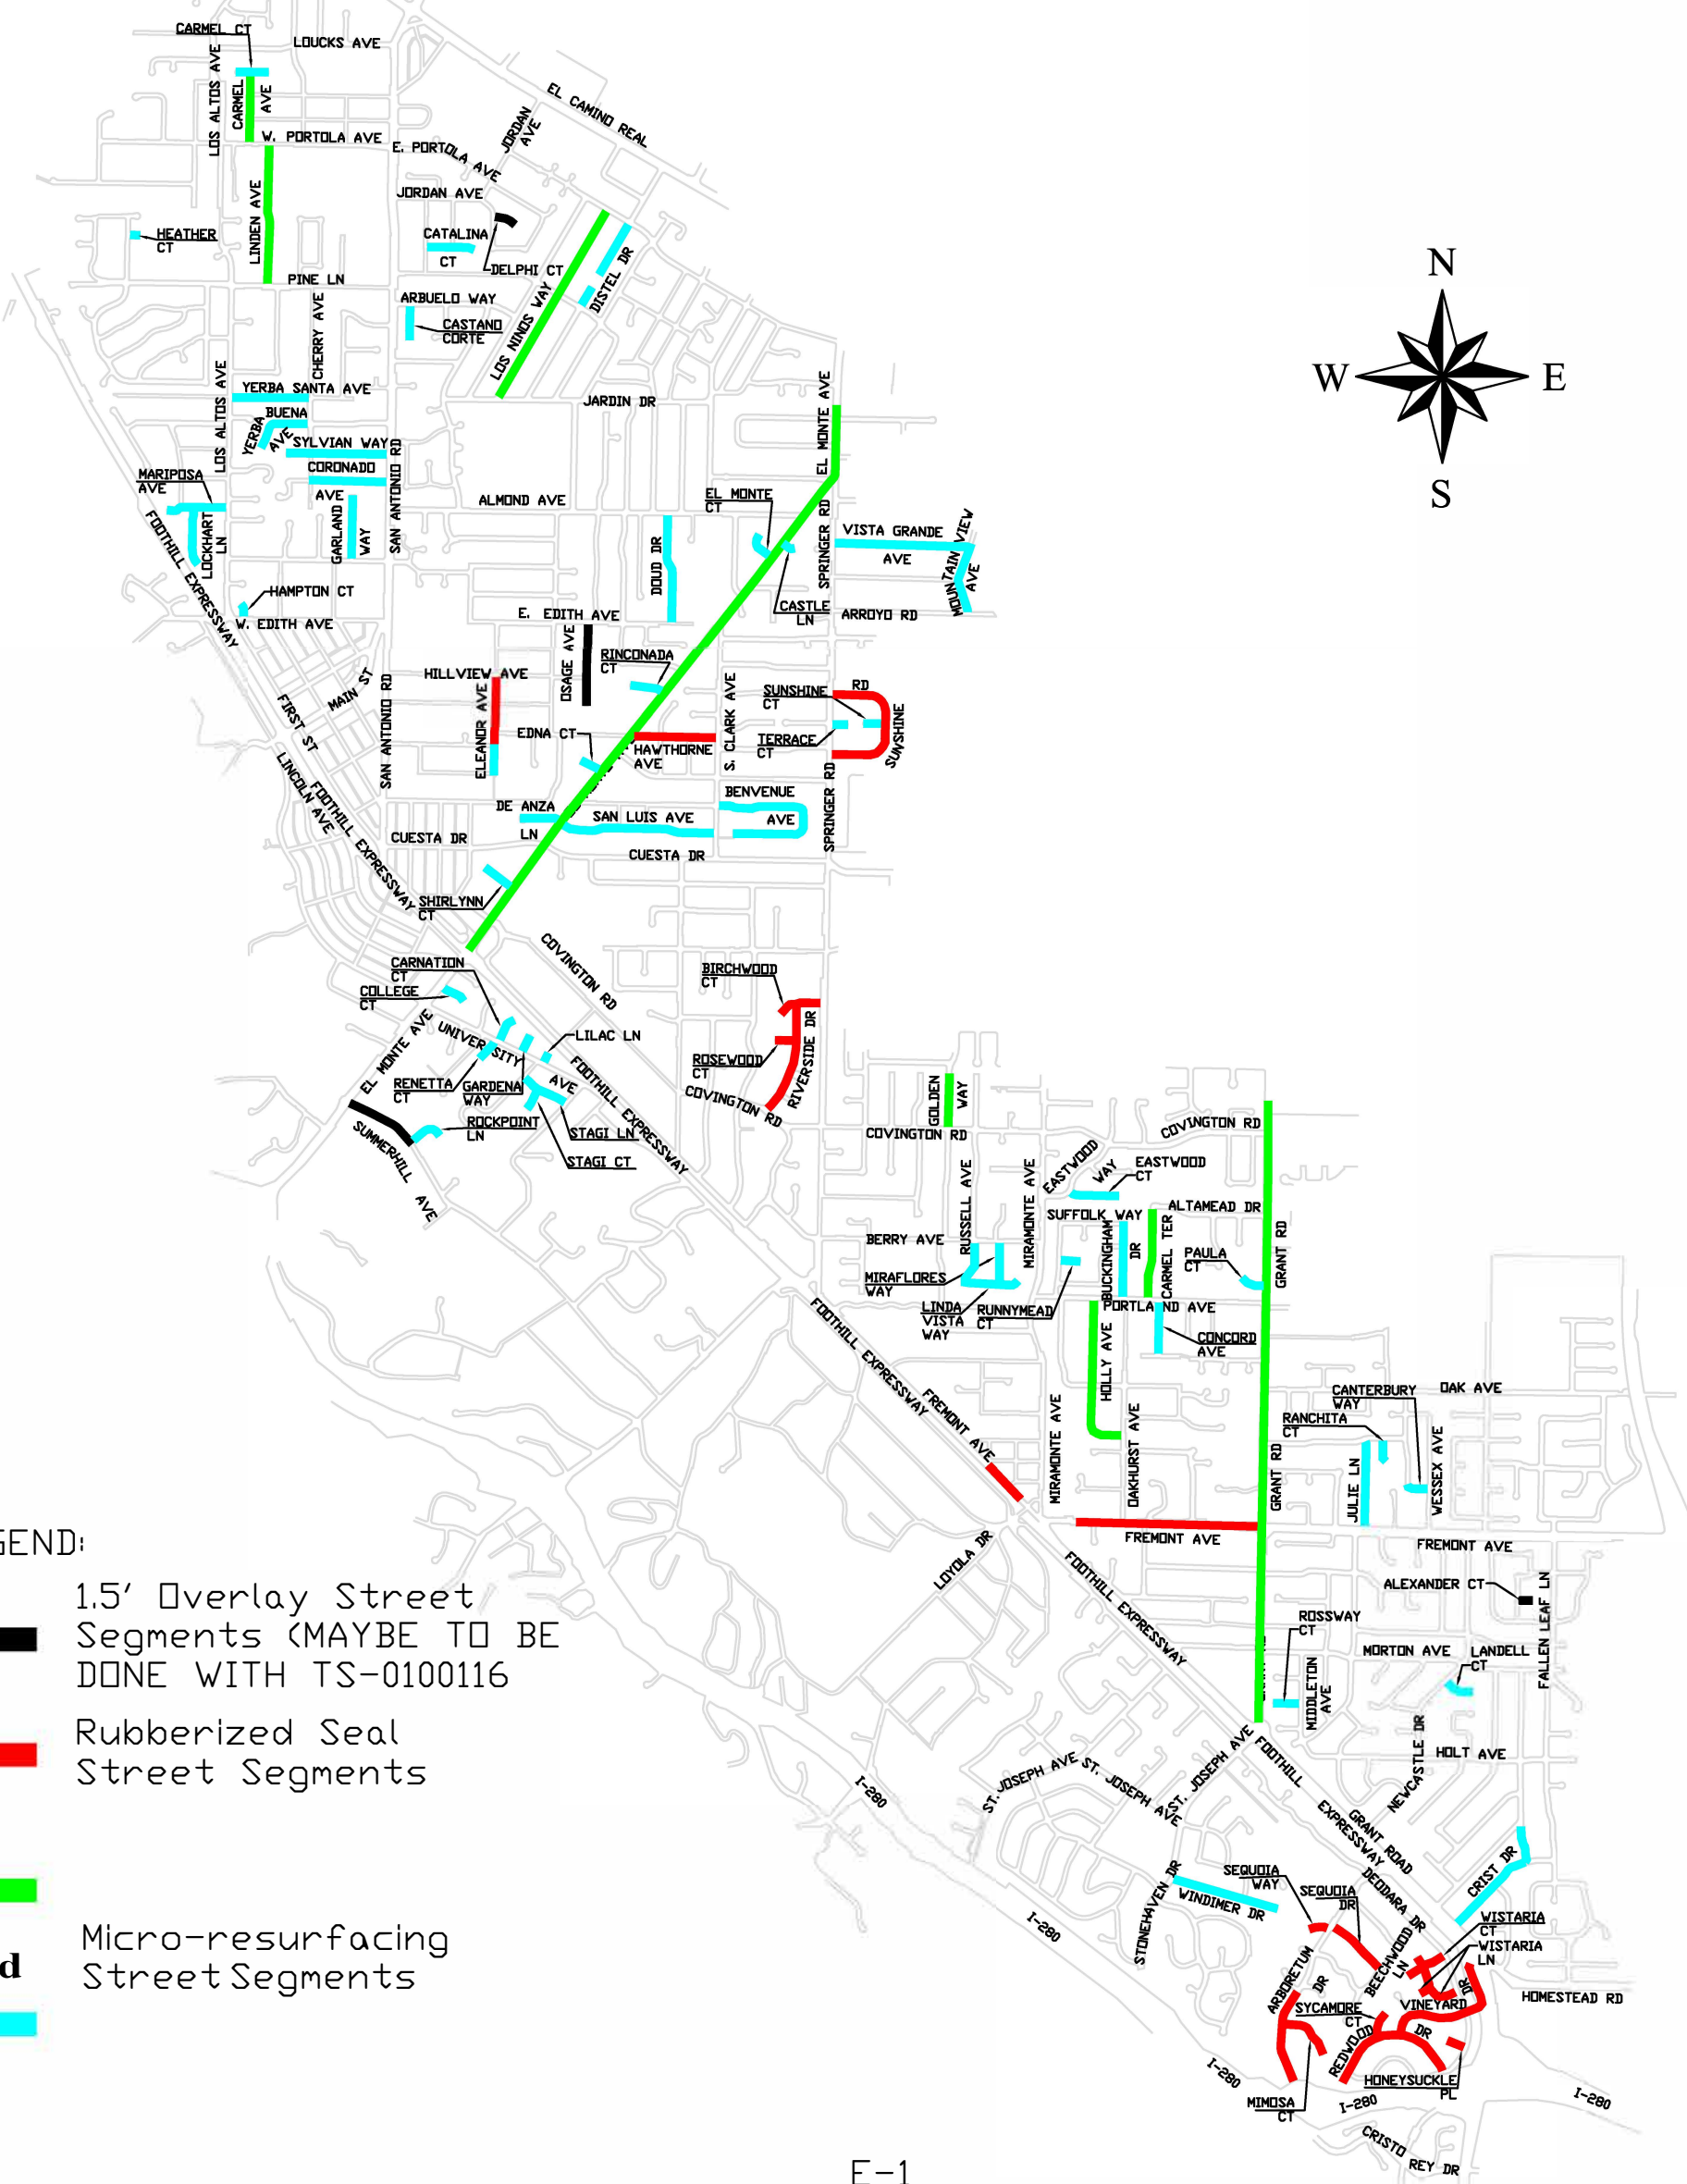 CARMEL CT
LOUCKS AVE
LOS ALTOS AVE
CARMEL
AVE
EL CAMINO REAL
JORDAN
AVE
W. PORTOLA AVE
E. PORTOLA AVE
JORDAN AVE
LINDEN AVE
HEATHER
CT
CATALINA
CT
DELPHI CT
DISTEL DR
PINE LN
ARBUELO WAY
CASTANO
CORTE
CHERRY AVE
LOS NINOS WAY
N
W
E
S
LOS ALTOS AVE
YERBA SANTA AVE
JARDIN DR
EL MONTE AVE
YERBA
BUENA
AVE
SYLVIAN WAY
CORONADO
AVE
SAN ANTONIO RD
MARIPOSA
AVE
LOCKHART
LN
GARLAND
WAY
ALMOND AVE
EL MONTE
CT
SPRINGER RD
VISTA GRANDE
AVE
MOUNTAIN VIEW
AVE
FOOTHILL EXPRESSWAY
DOUD DR
HAMPTON CT
W. EDITH AVE
E. EDITH AVE
CASTLE
LN
ARROYO RD
OSAGE AVE
RINCONADA
CT
HILLVIEW AVE
MAIN ST
FIRST ST
SAN ANTONIO RD
ELEANOR AVE
S. CLARK AVE
SUNSHINE
CT
RD
SUNSHINE
TERRACE
CT
EDNA CT
HAWTHORNE
AVE
SPRINGER RD
LINCOLN AVE
FOOTHILL EXPRESSWAY
DE ANZA
LN
SAN LUIS AVE
BENVENUE
AVE
CUESTA DR
CUESTA DR
SHIRLYNN
CT
COVINGTON RD
CARNATION
CT
COLLEGE
CT
BIRCHWOOD
CT
EL MONTE AVE
UNIVERSITY
AVE
LILAC LN
FOOTHILL EXPRESSWAY
ROSEWOOD
CT
RIVERSIDE DR
COVINGTON RD
RENETTA
CT
GARDENA
WAY
ROCKPOINT
LN
STAGI LN
STAGI CT
SUMMERHILL AVE
GOLDEN
WAY
COVINGTON RD
COVINGTON RD
EASTWOOD
WAY
EASTWOOD
CT
RUSSELL AVE
MIRAMONTE AVE
SUFFOLK WAY
ALTAMEAD DR
BERRY AVE
BUCKINGHAM
DR
CARMEL TER
PAULA
CT
GRANT RD
MIRAFLORES
WAY
LINDA
VISTA
WAY
RUNNYMEAD
CT
PORTLAND AVE
CONCORD
AVE
FOOTHILL EXPRESSWAY
HOLLY AVE
FREMONT AVE
MIRAMONTE AVE
OAKHURST AVE
CANTERBURY
WAY
OAK AVE
RANCHITA
CT
GRANT RD
JULIE LN
WESSEX AVE
LOYOLA DR
FREMONT AVE
FREMONT AVE
FOOTHILL EXPRESSWAY
ALEXANDER CT
FALLEN LEAF LN
ROSSWAY
CT
MORTON AVE
LANDELL
CT
MIDDLETON
AVE
NEWCASTLE DR
HOLT AVE
GEND:
1.5' Overlay Street
Segments (MAYBE TO BE
DONE WITH TS-0100116
Rubberized Seal
Street Segments
Micro-resurfacing
Street Segments
d
I-280
ST. JOSEPH AVE
ST. JOSEPH AVE
ST. JOSEPH AVE
FOOTHILL
EXPRESSWAY
GRANT ROAD
DEODARA DR
CRIST DR
SEQUOIA
WAY
SEQUOIA
DR
STONEHAVEN DR
WINDIMER DR
I-280
WISTARIA
CT
WISTARIA
LN
BEECHWOOD
LN
ARBORETUM
DR
SYCAMORE
CT
VINEYARD
DR
HOMESTEAD RD
REDWOOD
DR
HONEYSUCKLE
PL
MIMOSA
CT
I-280
I-280
I-280
CRISTO
REY DR
E-1